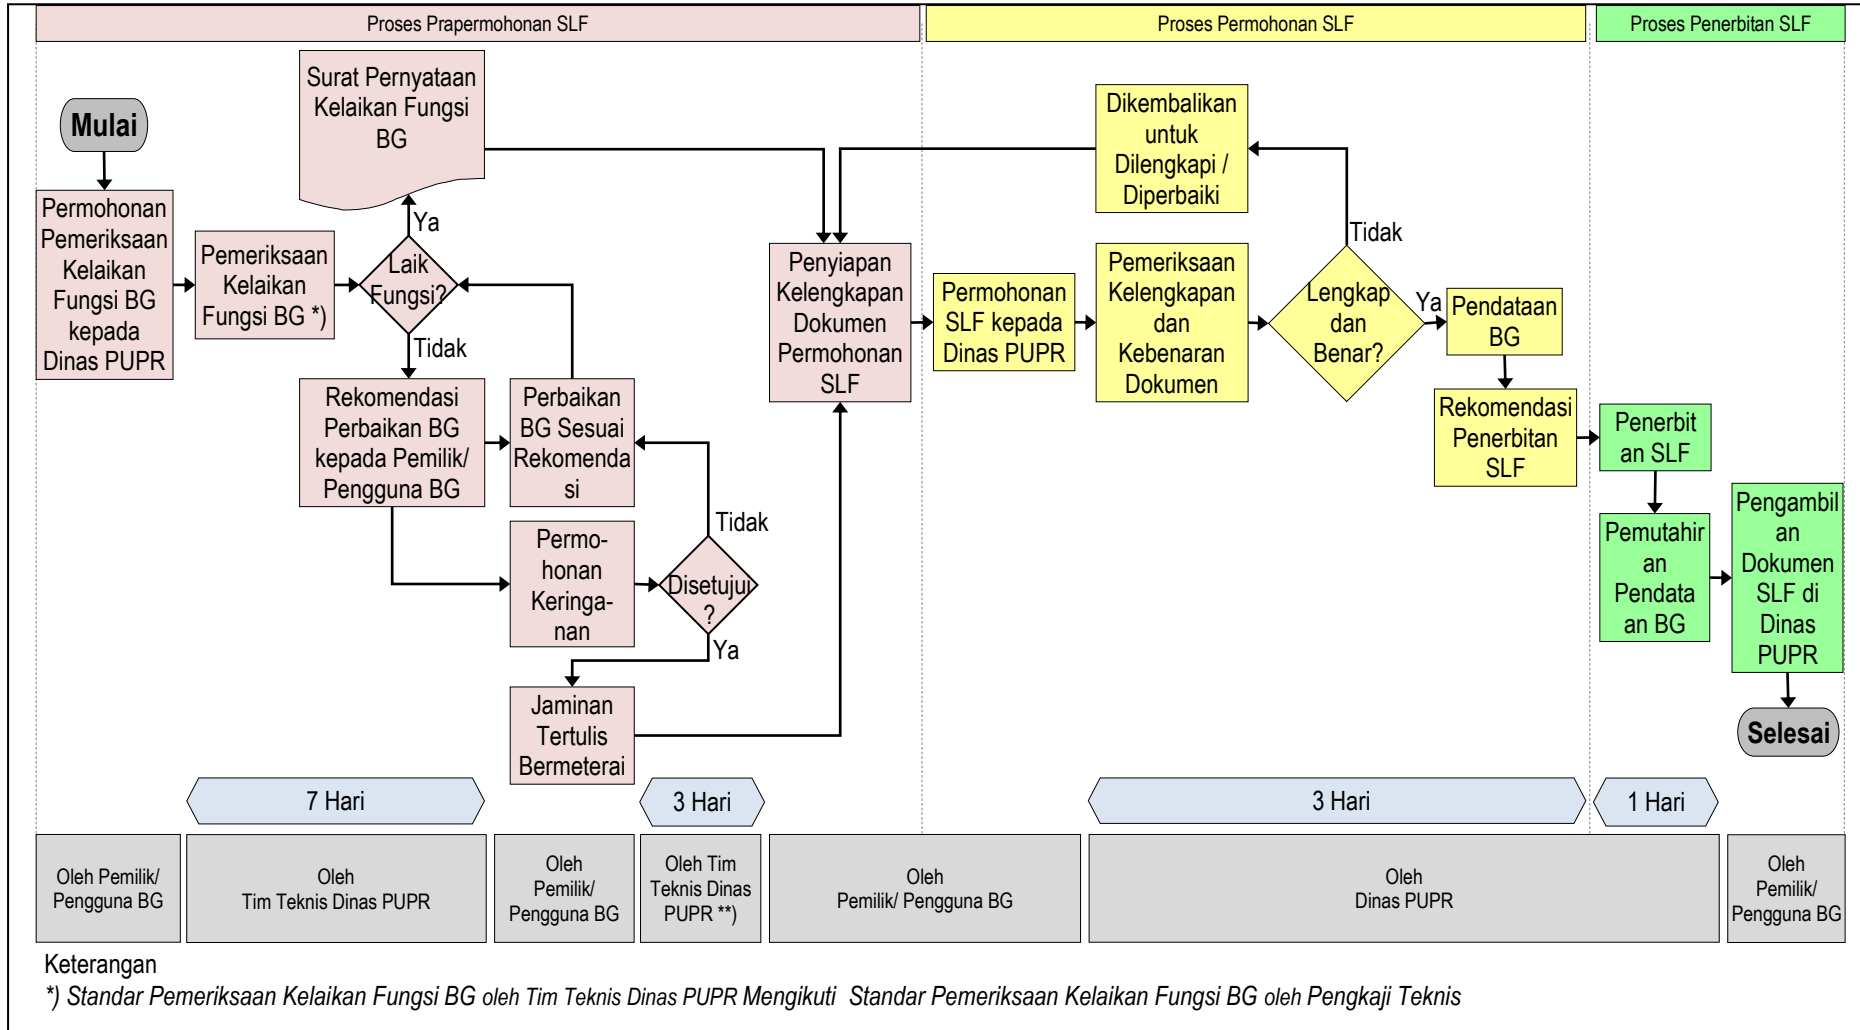 Proses Prapermohonan SLF
Proses Permohonan SLF
Proses Penerbitan SLF
Mulai
Permohonan
Pemeriksaan
Kelaikan
Fungsi BG
kepada
Dinas PUPR
Pemeriksaan
Kelaikan
Fungsi BG *)
Surat Pernyataan
Kelaikan Fungsi
BG
Ya
Laik
Fungsi?
Tidak
Rekomendasi
Perbaikan BG
kepada Pemilik/
Pengguna BG
Perbaikan
BG Sesuai
Rekomenda
si
Permo-
honan
Keringa-
nan
Tidak
Disetujui
?
Ya
Jaminan
Tertulis
Bermeterai
Penyiapan
Kelengkapan
Dokumen
Permohonan
SLF
Permohonan
SLF kepada
Dinas PUPR
Dikembalikan
untuk
Dilengkapi /
Diperbaiki
Pemeriksaan
Kelengkapan
dan
Kebenaran
Dokumen
Tidak
Lengkap
dan
Benar?
Ya
Pendataan
BG
Rekomendasi
Penerbitan
SLF
Penerbit
an SLF
Pemutahir
an
Pendata
an BG
Pengambil
an
Dokumen
SLF di
Dinas
PUPR
Selesai
7 Hari
3 Hari
3 Hari
1 Hari
Oleh Pemilik/
Pengguna BG
Oleh
Tim Teknis Dinas PUPR
Oleh
Pemilik/
Pengguna BG
Oleh Tim
Teknis Dinas
PUPR **)
Oleh
Pemilik/ Pengguna BG
Oleh
Dinas PUPR
Oleh
Pemilik/
Pengguna BG
Keterangan
*) Standar Pemeriksaan Kelaikan Fungsi BG oleh Tim Teknis Dinas PUPR Mengikuti Standar Pemeriksaan Kelaikan Fungsi BG oleh Pengkaji Teknis